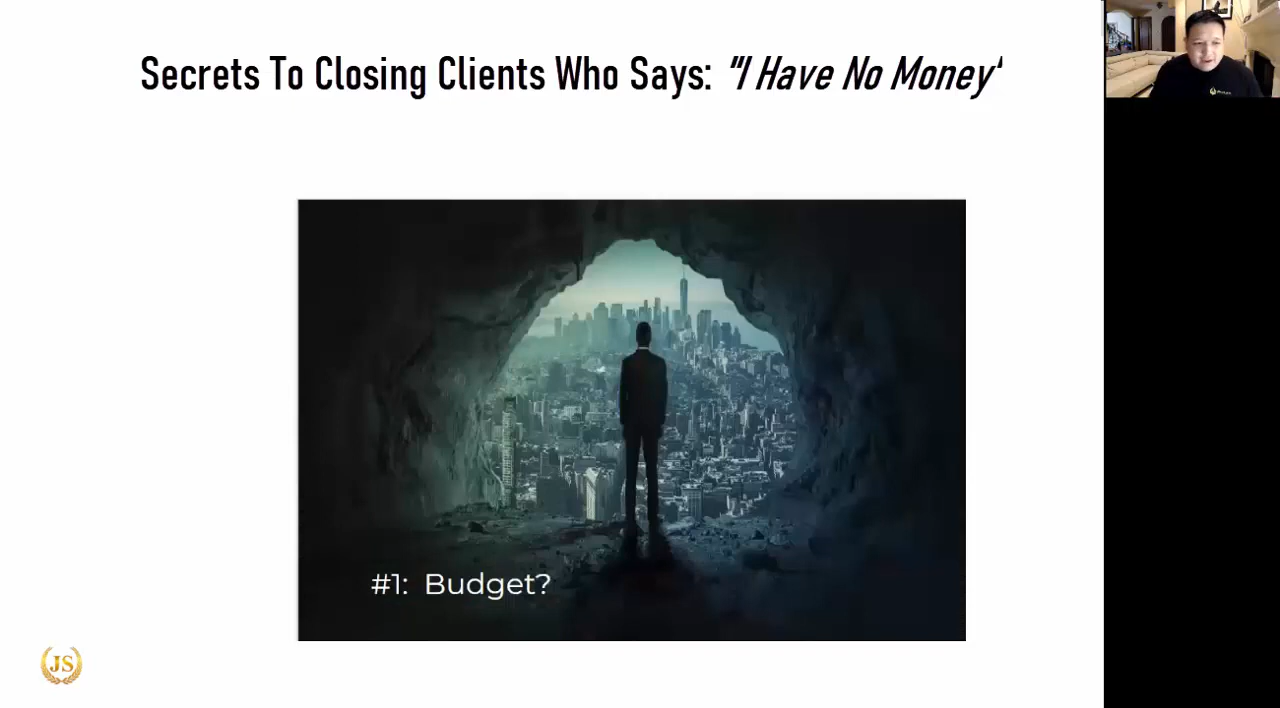 Secrets To Closing Clients Who Says: "I Have No Money'
#1: Budget?
JS